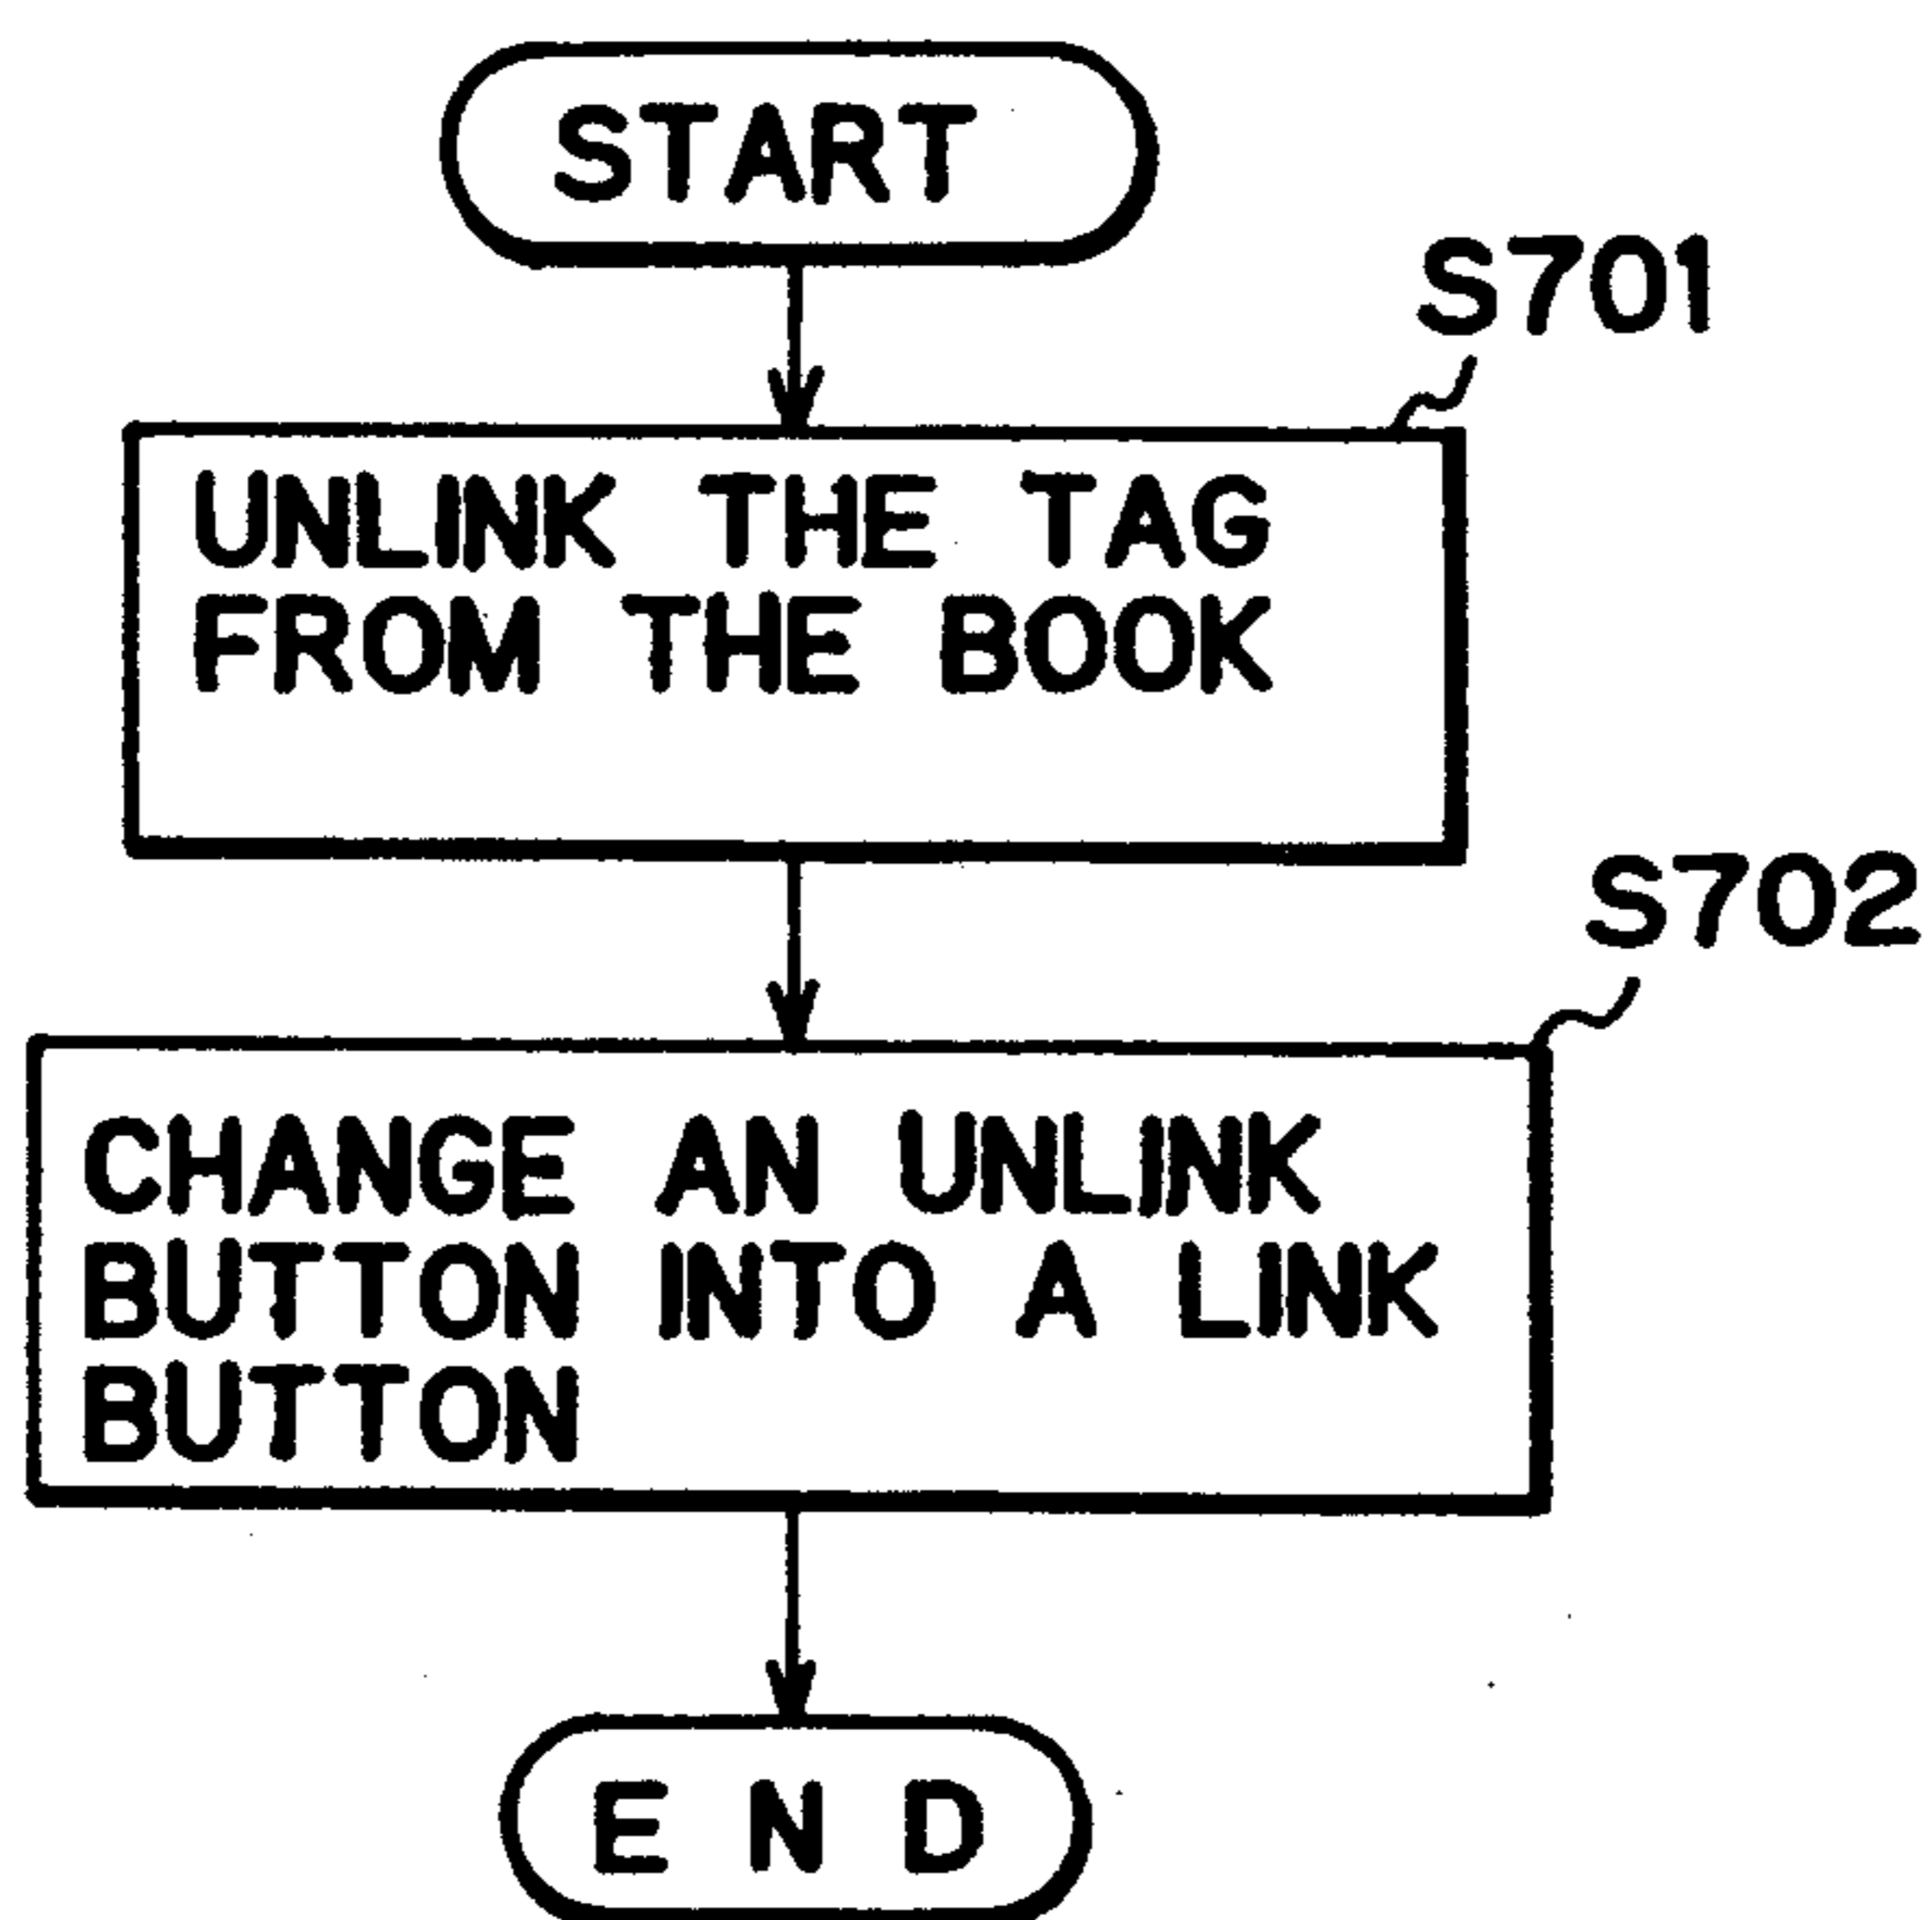 START
S701
UNLINK THE TAG
FROM THE BOOK
S702
CHANGE AN UNLINK
BUTTON INTO A LINK
BUTTON
END